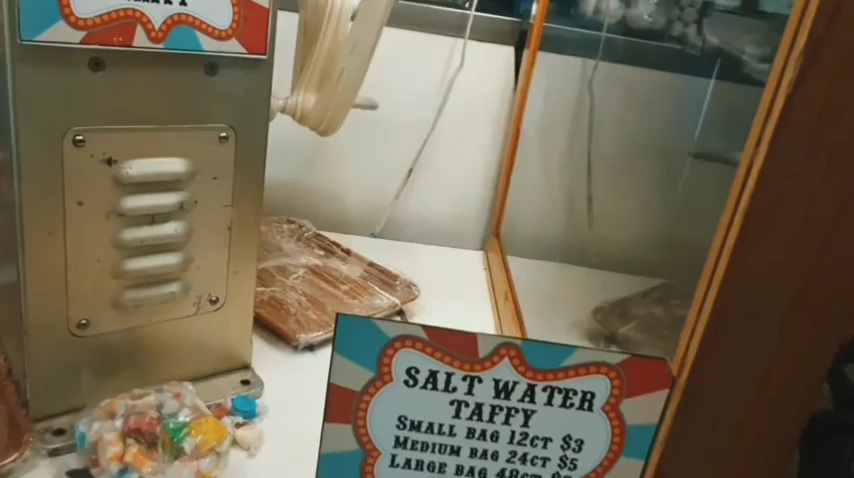 SALT WATER
TAFFY
SMALL BAG 12CT $3
MEDIUM BAG 24CT $5
LARGE BAG 48CT